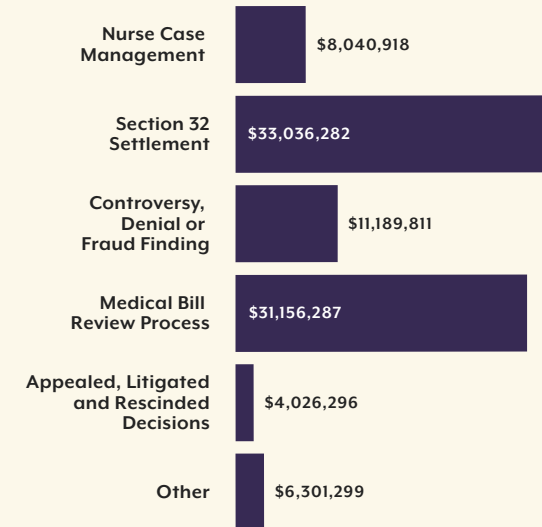 Nurse Case
Management
$8,040,918
Section 32
Settlement
$33,036,282
Controversy,
Denial or
Fraud Finding
$11,189,811
Medical Bill
Review Process
$31,156,287
Appealed, Litigated
and Rescinded
Decisions
$4,026,296
Other
$6,301,299